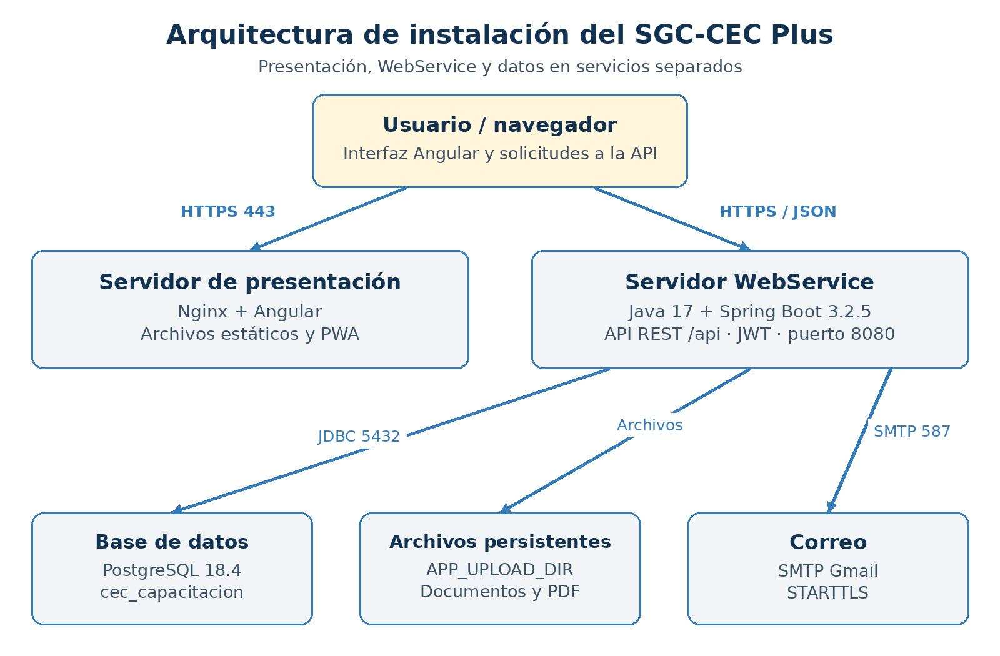 Arquitectura de instalación del SGC-CEC Plus
Presentación, WebService y datos en servicios separados
Usuario / navegador
Interfaz Angular y solicitudes a la API
HTTPS 443
HTTPS / JSON
Servidor de presentación
Nginx + Angular
Archivos estáticos y PWA
Servidor WebService
Java 17 + Spring Boot 3.2.5
API REST /api · JWT · puerto 8080
JDBC 5432
Archivos
SMTP 587
Base de datos
PostgreSQL 18.4
cec_capacitacion
Archivos persistentes
APP_UPLOAD_DIR
Documentos y PDF
Correo
SMTP Gmail
STARTTLS